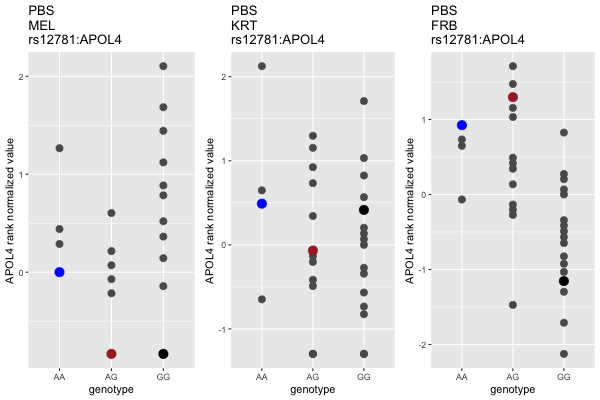 PBS
MEL
rs12781:APOL4
APOL4 rank normalized value
2
1
0
AA
AG
GG
genotype
PBS
KRT
rs12781:APOL4
APOL4 rank normalized value
2
1
0
-1
AA
AG
GG
genotype
PBS
FRB
rs12781:APOL4
APOL4 rank normalized value
1
0
-1
-2
AA
AG
GG
genotype